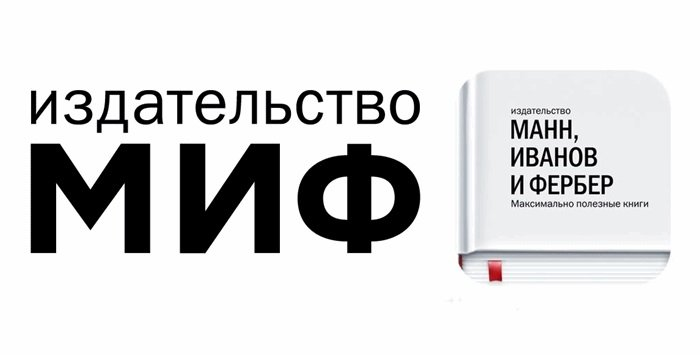 издательство
МИФ
издательство
МАНН,
ИВАНОВ
И ФЕРБЕР
Максимально полезные книги